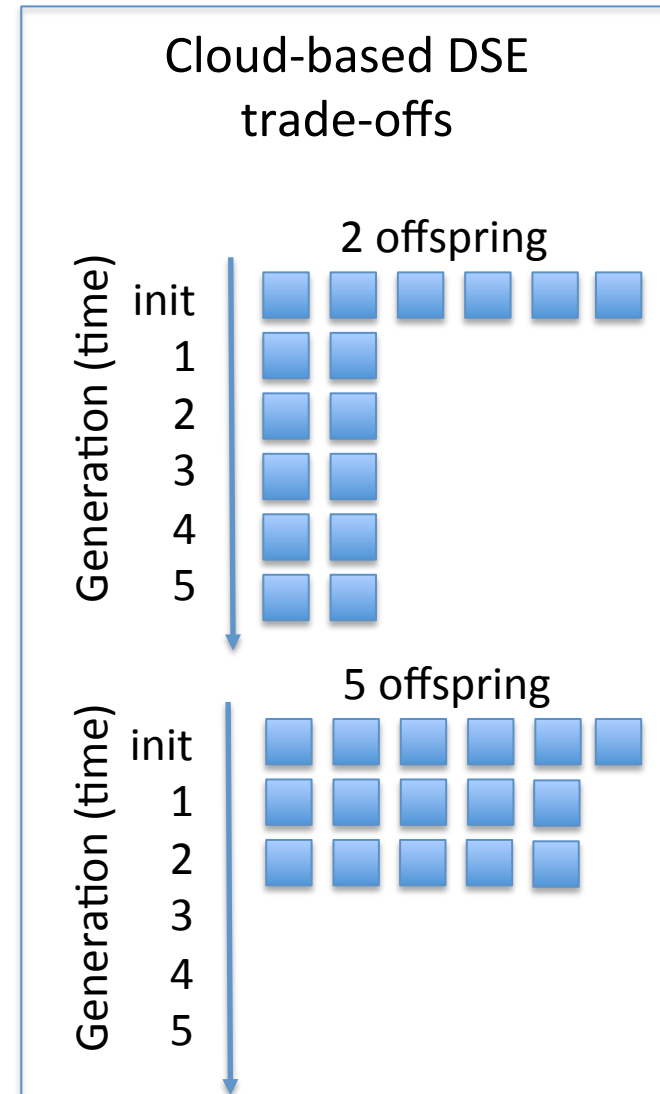 Cloud-based DSE
trade-offs
2 offspring
Generation (time)
init
1
2
3
4
5
5 offspring
Generation (time)
init
1
2
3
4
5